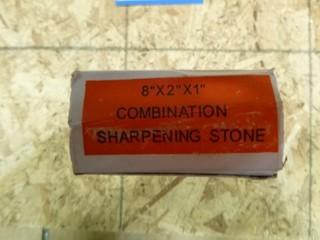 8"X2"X1"
COMBINATION
SHARPENING STONE